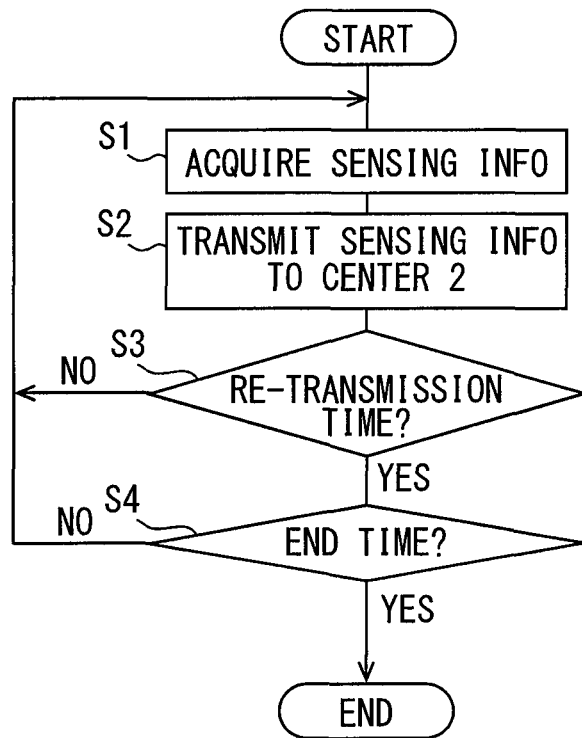 START
S1
ACQUIRE SENSING INFO
S2
TRANSMIT SENSING INFO
TO CENTER 2
S3
NO
RE-TRANSMISSION
TIME?
YES
S4
NO
END TIME?
YES
END